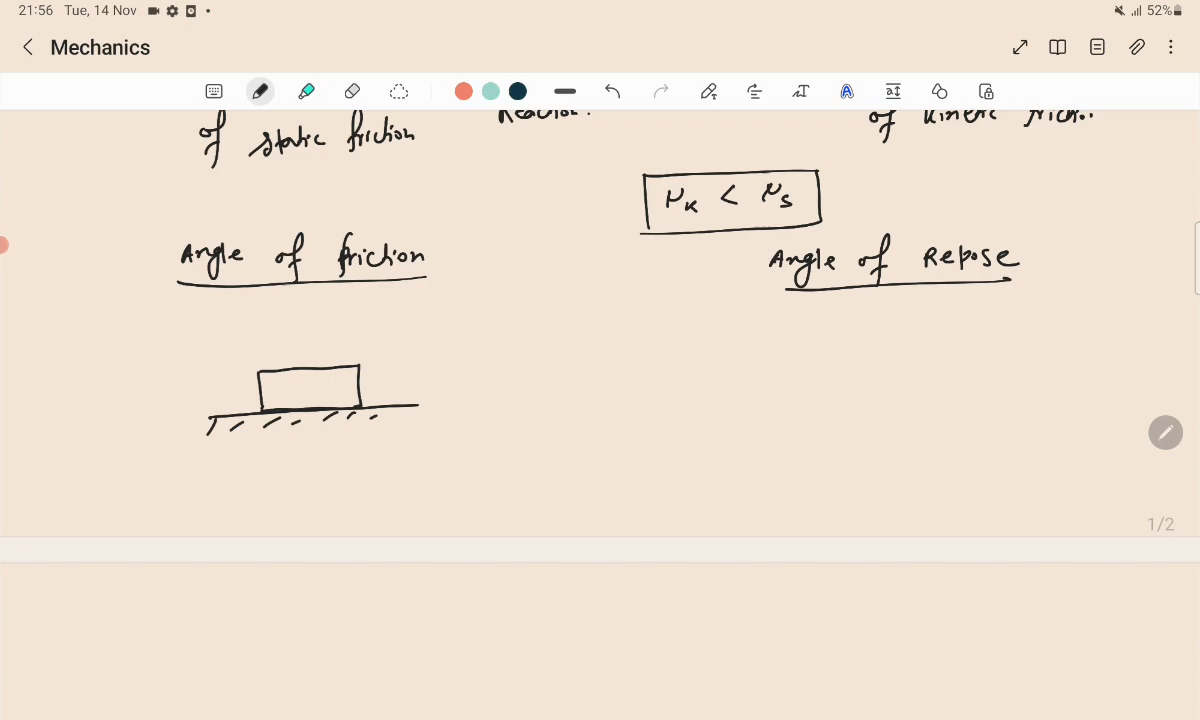 21:56 Tue, 14 Nov 52%
Mechanics
of static friction
Reaction.
of kinetic
μk < μs
Angle of friction
Angle of Repose
1/2